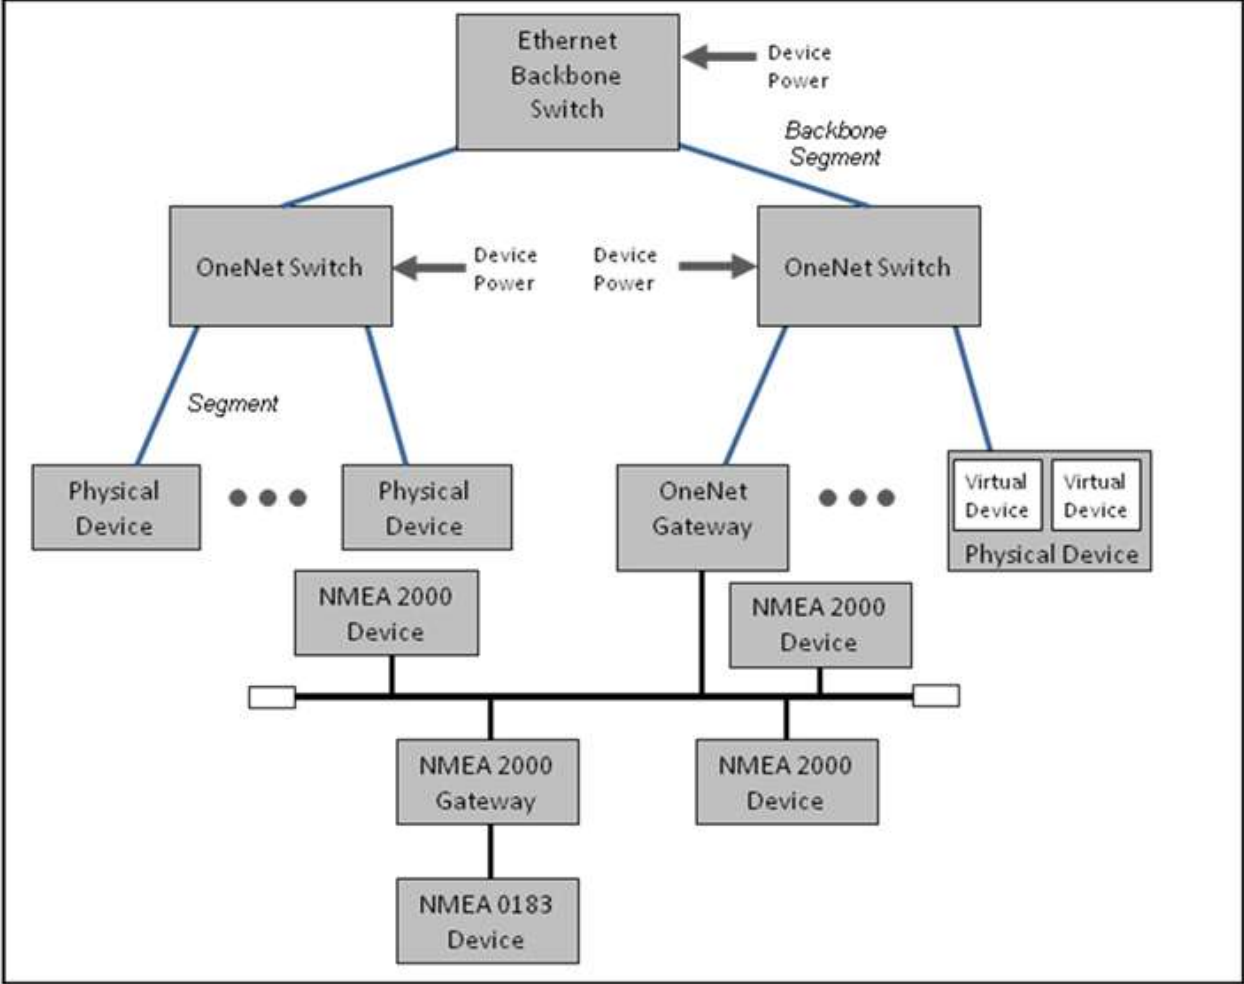 Ethernet
Backbone
Switch
Device
Power
Backbone
Segment
OneNet Switch
Device
Power
Device
Power
OneNet Switch
Segment
Physical
Device
Physical
Device
OneNet
Gateway
Virtual
Device
Virtual
Device
Physical Device
NMEA 2000
Device
NMEA 2000
Device
NMEA 2000
Gateway
NMEA 2000
Device
NMEA 0183
Device